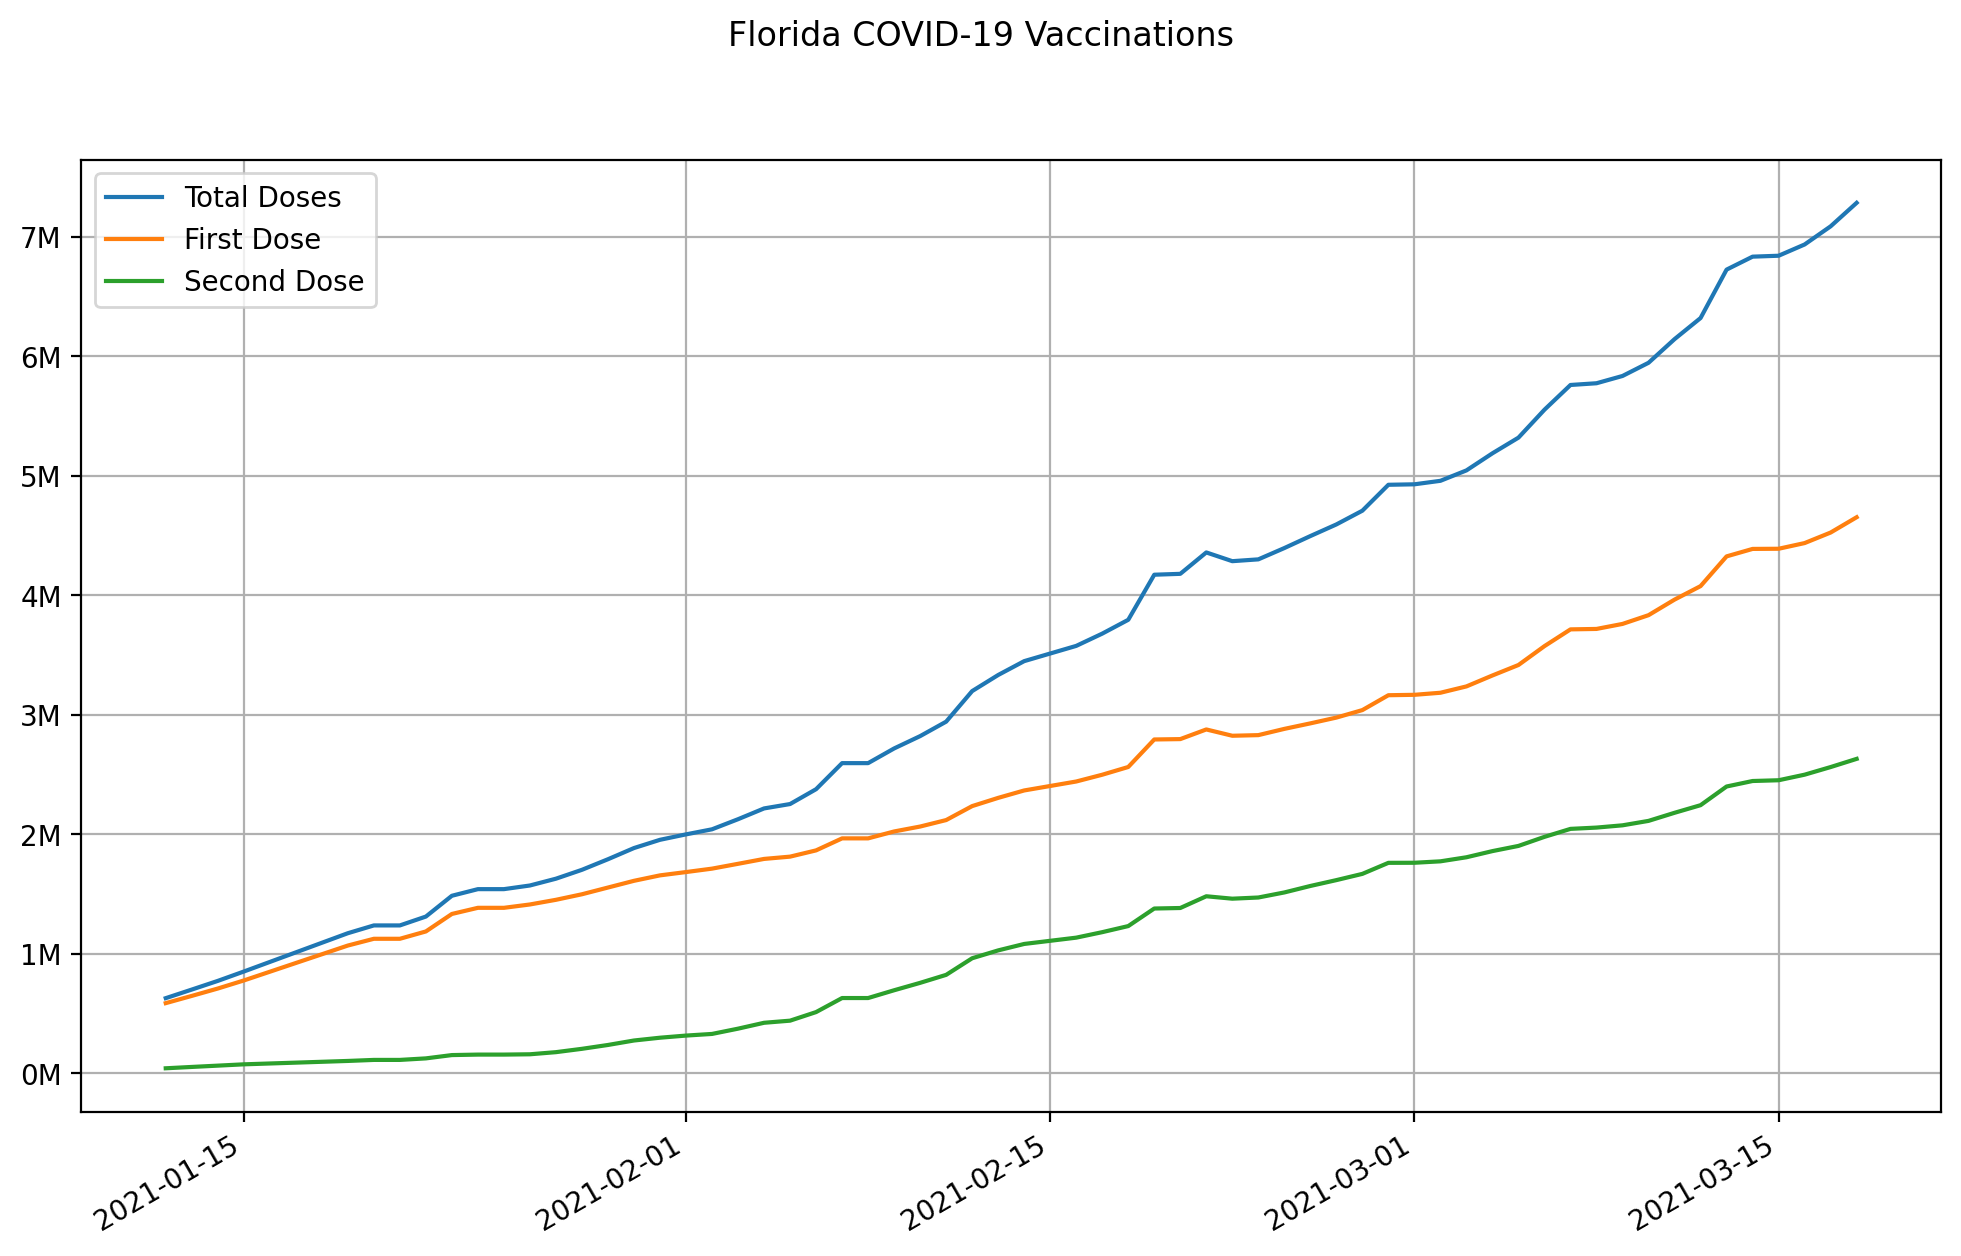 Florida COVID-19 Vaccinations
Total Doses
First Dose
Second Dose
7M
6M
5M
4M
3M
2M
1M
0M
2021-01-15
2021-02-01
2021-02-15
2021-03-01
2021-03-15